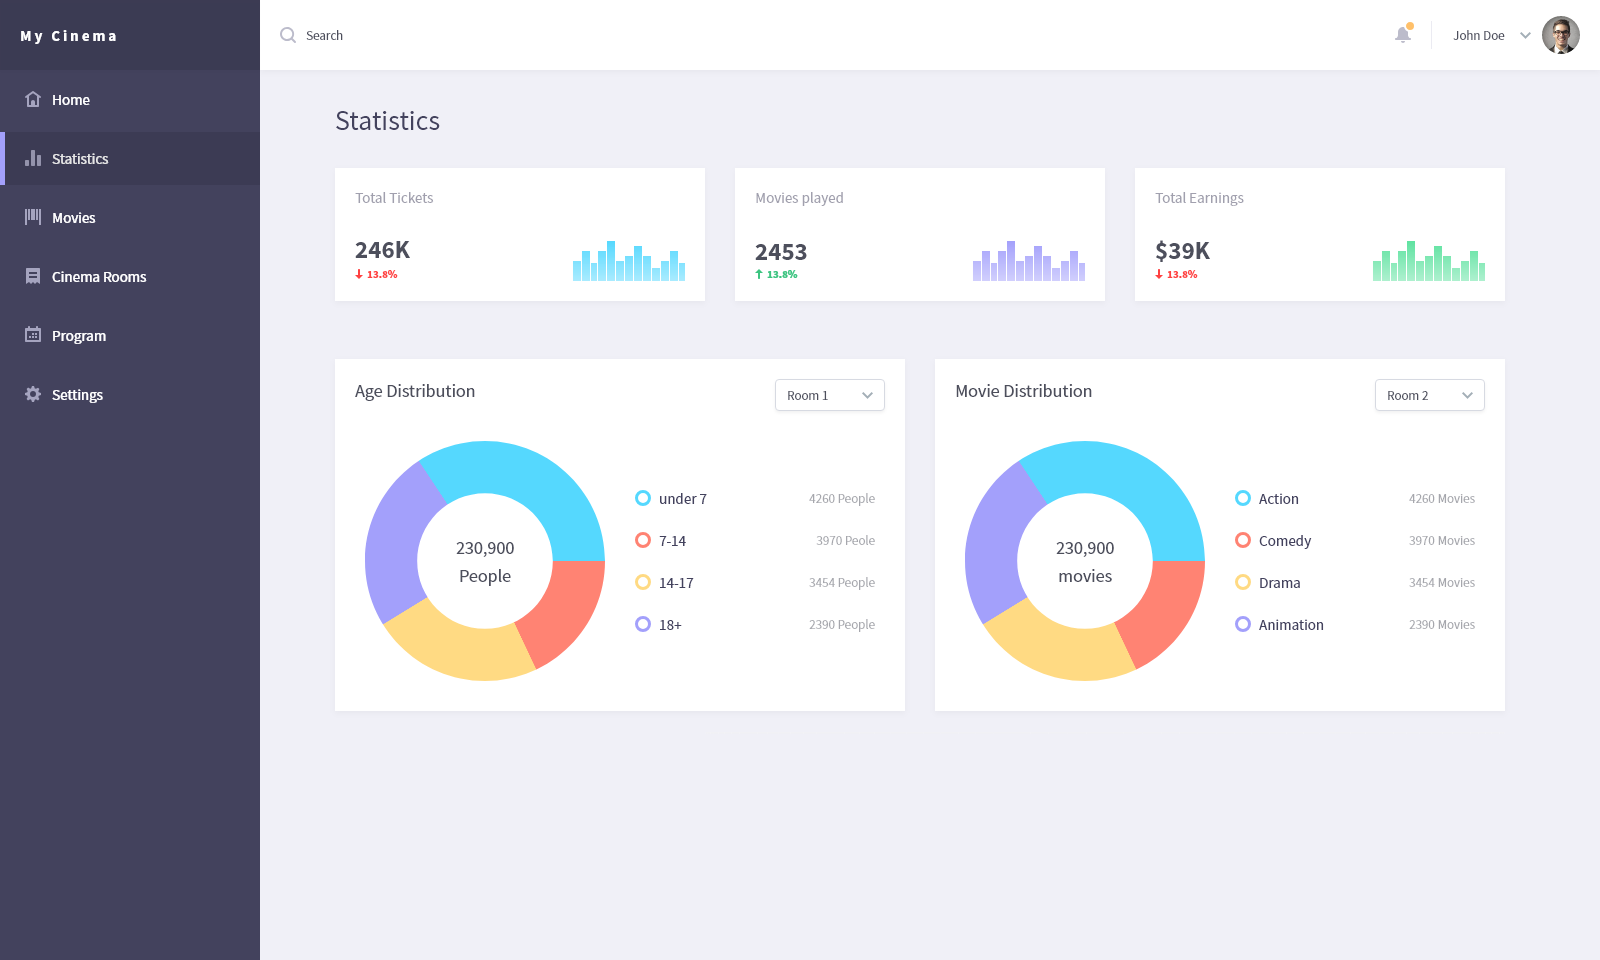 My Cinema
Search
John Doe
Home
Statistics
Movies
Cinema Rooms
Program
Settings
Statistics
Total Tickets
246K
13.8%
Movies played
2453
13.8%
Total Earnings
$39K
13.8%
Age Distribution
Room 1
230,900
People
under 7 4260 People
7-14 3970 Peole
14-17 3454 People
18+ 2390 People
Movie Distribution
Room 2
230,900
movies
Action 4260 Movies
Comedy 3970 Movies
Drama 3454 Movies
Animation 2390 Movies